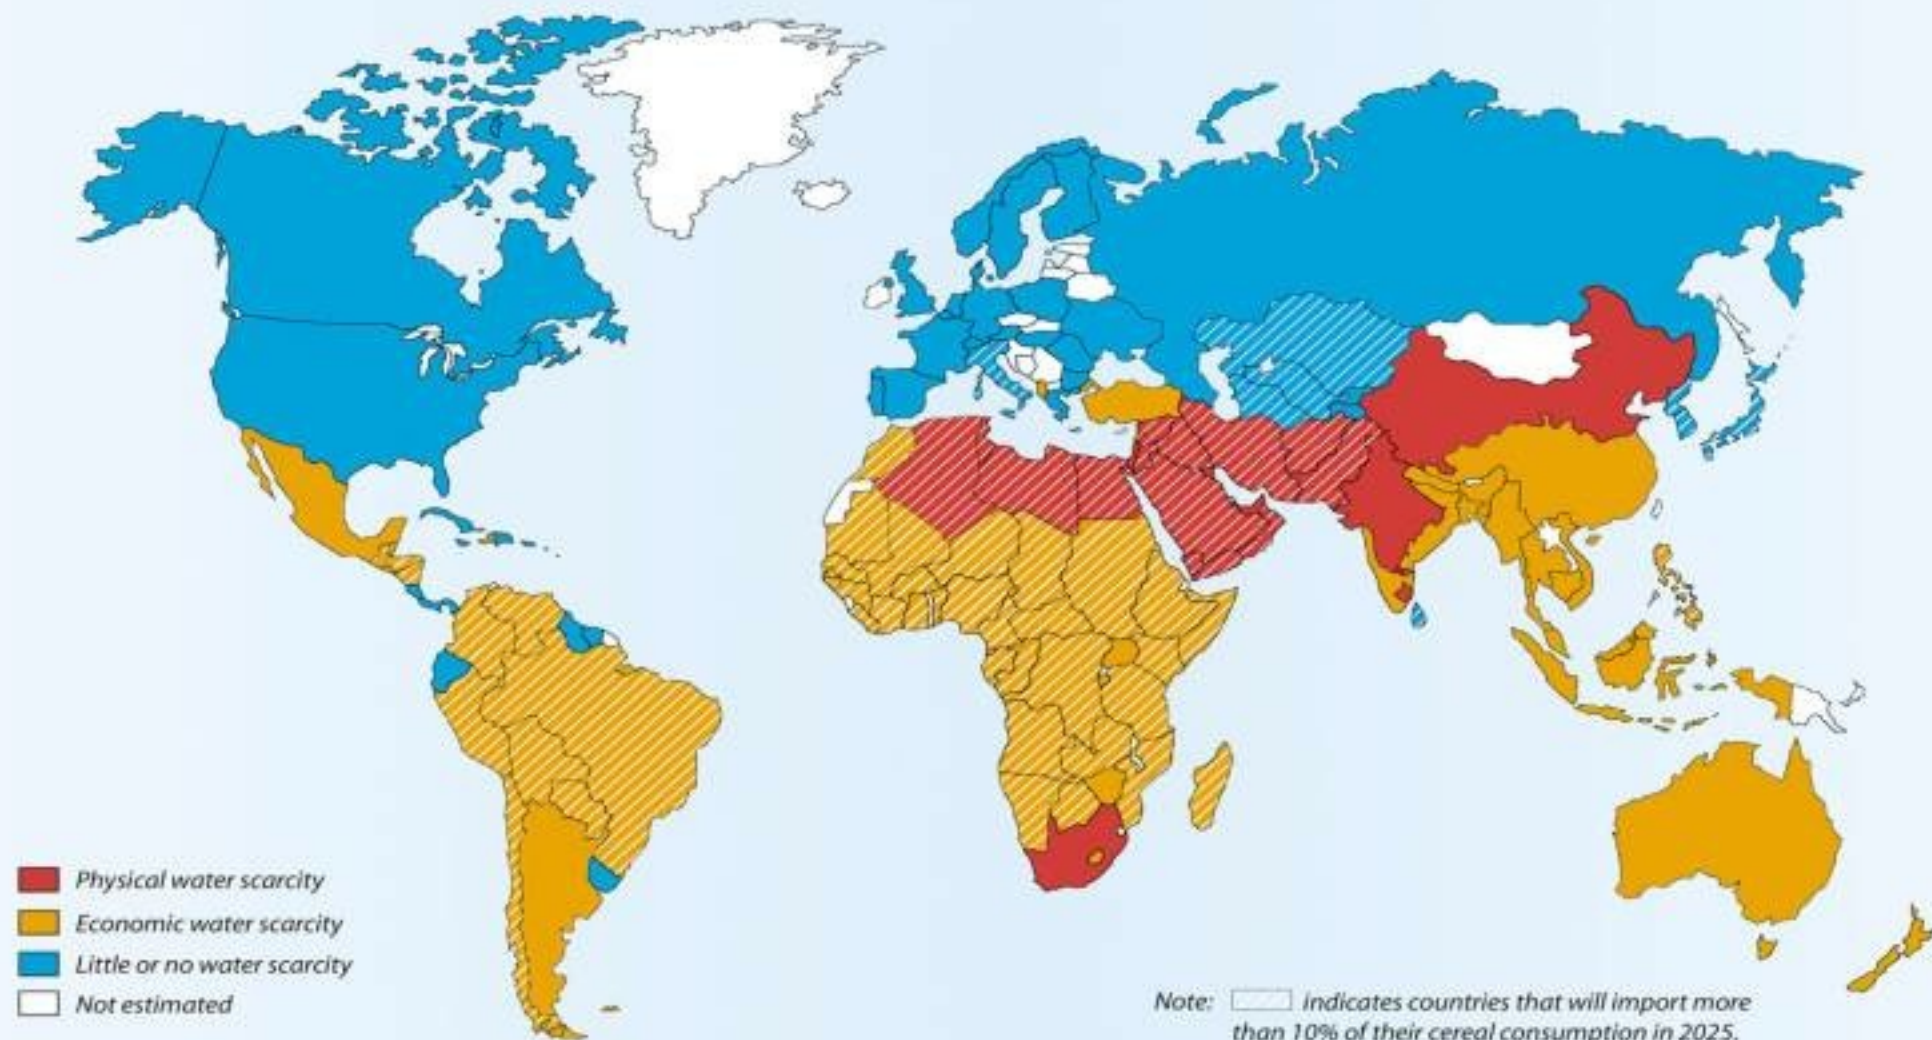 Physical water scarcity
Economic water scarcity
Little or no water scarcity
Not estimated
Note: indicates countries that will import more
than 10% of their cereal consumption in 2025.